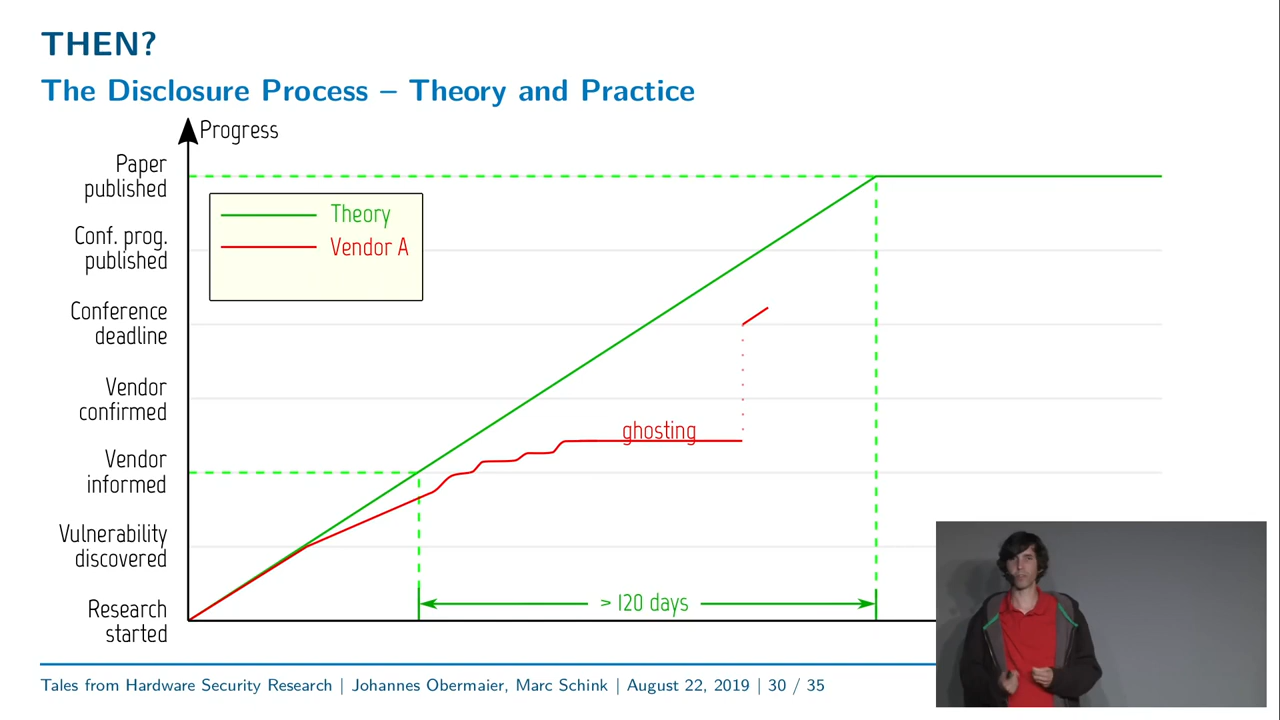 THEN?
The Disclosure Process – Theory and Practice
Progress
Paper
published
Conf. prog.
published
Conference
deadline
Vendor
confirmed
Vendor
informed
Vulnerability
discovered
Research
started
Theory
Vendor A
ghosting
> 120 days
Tales from Hardware Security Research | Johannes Obermaier, Marc Schink | August 22, 2019 | 30 / 35